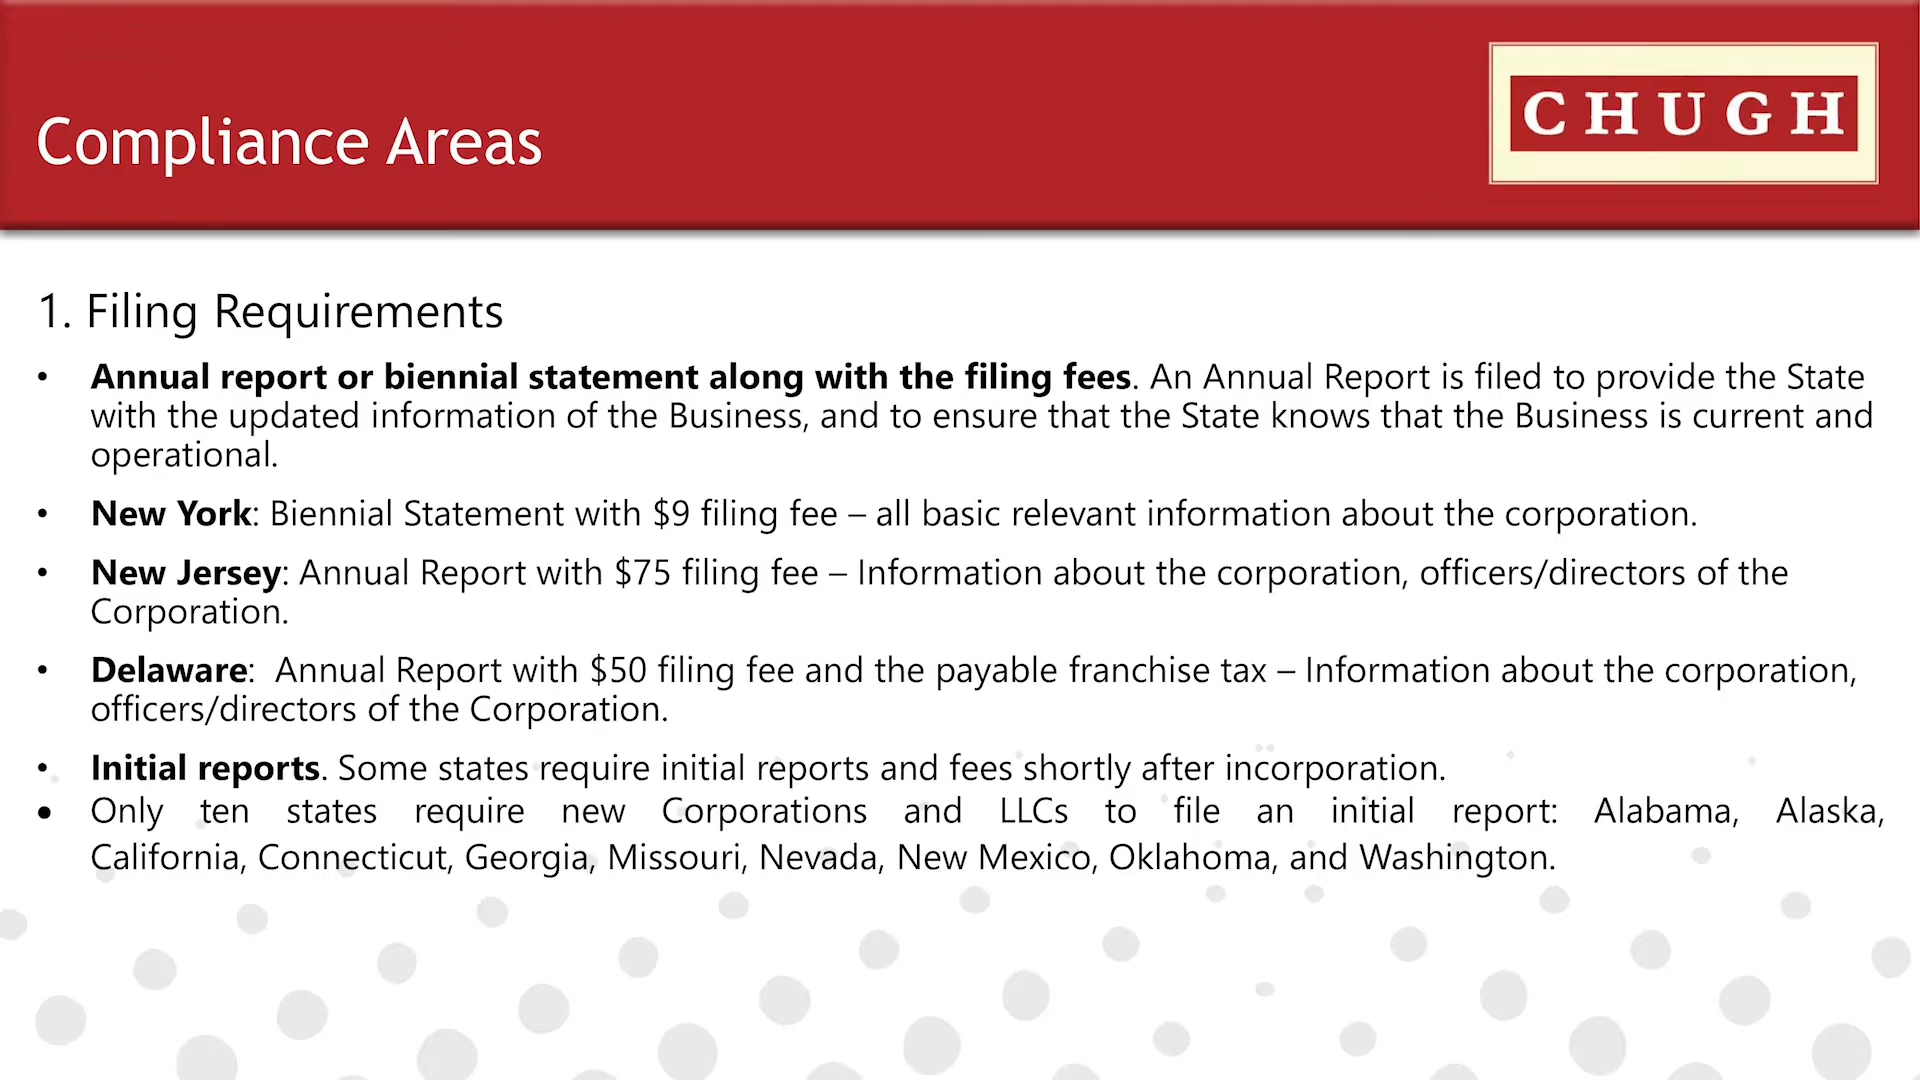 CHUGH
Compliance Areas
1. Filing Requirements
• Annual report or biennial statement along with the filing fees. An Annual Report is filed to provide the State
with the updated information of the Business, and to ensure that the State knows that the Business is current and
operational.
• New York: Biennial Statement with $9 filing fee – all basic relevant information about the corporation.
• New Jersey: Annual Report with $75 filing fee – Information about the corporation, officers/directors of the
Corporation.
• Delaware: Annual Report with $50 filing fee and the payable franchise tax – Information about the corporation,
officers/directors of the Corporation.
• Initial reports. Some states require initial reports and fees shortly after incorporation.
• Only ten states require new Corporations and LLCs to file an initial report: Alabama, Alaska,
California, Connecticut, Georgia, Missouri, Nevada, New Mexico, Oklahoma, and Washington.